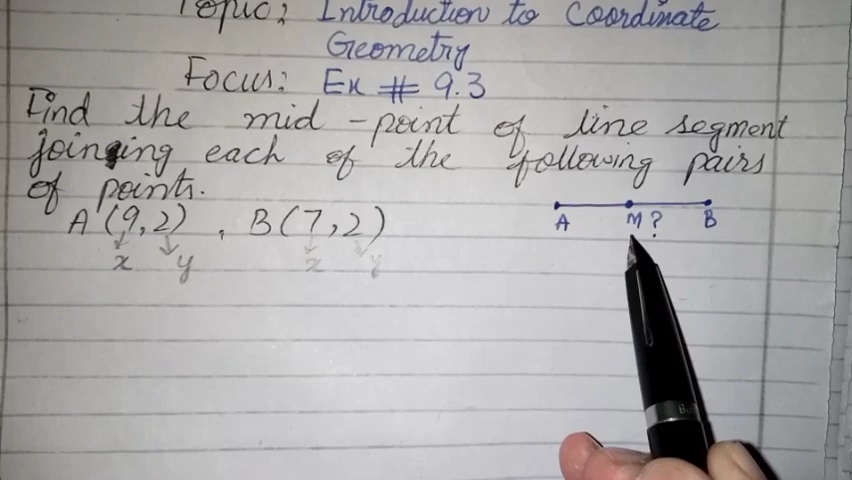 Topic: Introduction to Coordinate
Geometry
Focus: Ex # 9.3
Find the mid-point of line segment
joining each of the following pairs
of points.
A (9,2) , B (7,2)
A M? B
x y x y